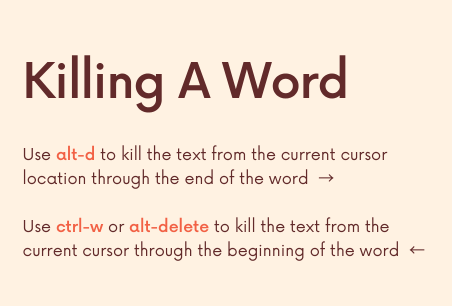 Killing A Word
Use alt-d to kill the text from the current cursor
location through the end of the word →
Use ctrl-w or alt-delete to kill the text from the
current cursor through the beginning of the word ←